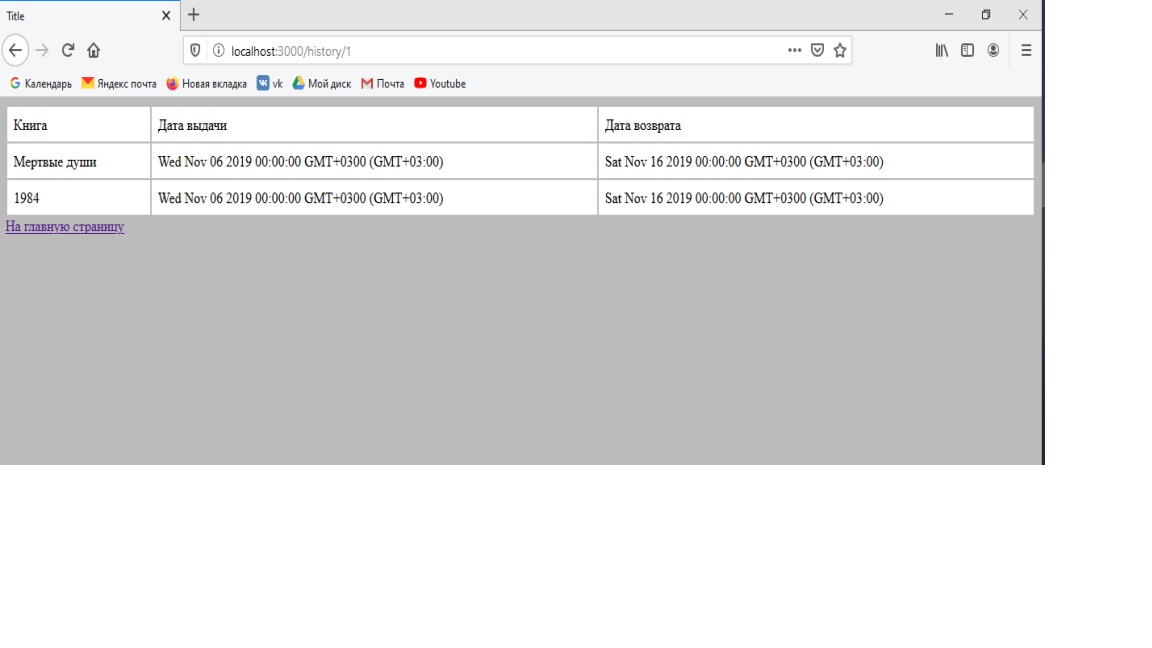 Title
localhost:3000/history/1
Календарь Яндекс почта Новая вкладка vk Мой диск Почта Youtube
Книга Дата выдачи Дата возврата
Мертвые души Wed Nov 06 2019 00:00:00 GMT+0300 (GMT+03:00) Sat Nov 16 2019 00:00:00 GMT+0300 (GMT+03:00)
1984 Wed Nov 06 2019 00:00:00 GMT+0300 (GMT+03:00) Sat Nov 16 2019 00:00:00 GMT+0300 (GMT+03:00)
На главную страницу